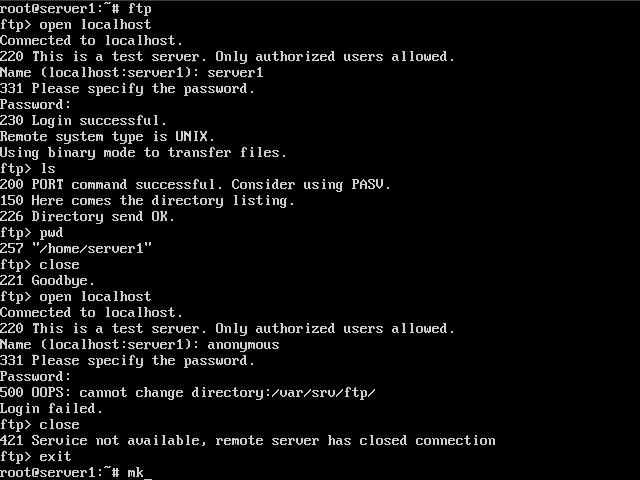 root@server1:~# ftp
ftp> open localhost
Connected to localhost.
220 This is a test server. Only authorized users allowed.
Name (localhost:server1): server1
331 Please specify the password.
Password:
230 Login successful.
Remote system type is UNIX.
Using binary mode to transfer files.
ftp> ls
200 PORT command successful. Consider using PASV.
150 Here comes the directory listing.
226 Directory send OK.
ftp> pwd
257 "/home/server1"
ftp> close
221 Goodbye.
ftp> open localhost
Connected to localhost.
220 This is a test server. Only authorized users allowed.
Name (localhost:server1): anonymous
331 Please specify the password.
Password:
500 OOPS: cannot change directory:/var/srv/ftp/
Login failed.
ftp> close
421 Service not available, remote server has closed connection
ftp> exit
root@server1:~# mk_